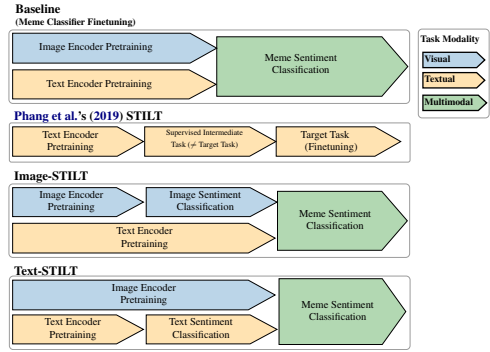 Baseline
(Meme Classifier Finetuning)
Image Encoder Pretraining
Text Encoder Pretraining
Meme Sentiment
Classification
Task Modality
Visual
Textual
Multimodal
Phang et al.'s (2019) STILT
Text Encoder
Pretraining
Supervised Intermediate
Task (≠ Target Task)
Target Task
(Finetuning)
Image-STILT
Image Encoder
Pretraining
Image Sentiment
Classification
Text Encoder
Pretraining
Meme Sentiment
Classification
Text-STILT
Image Encoder
Pretraining
Text Encoder
Pretraining
Text Sentiment
Classification
Meme Sentiment
Classification